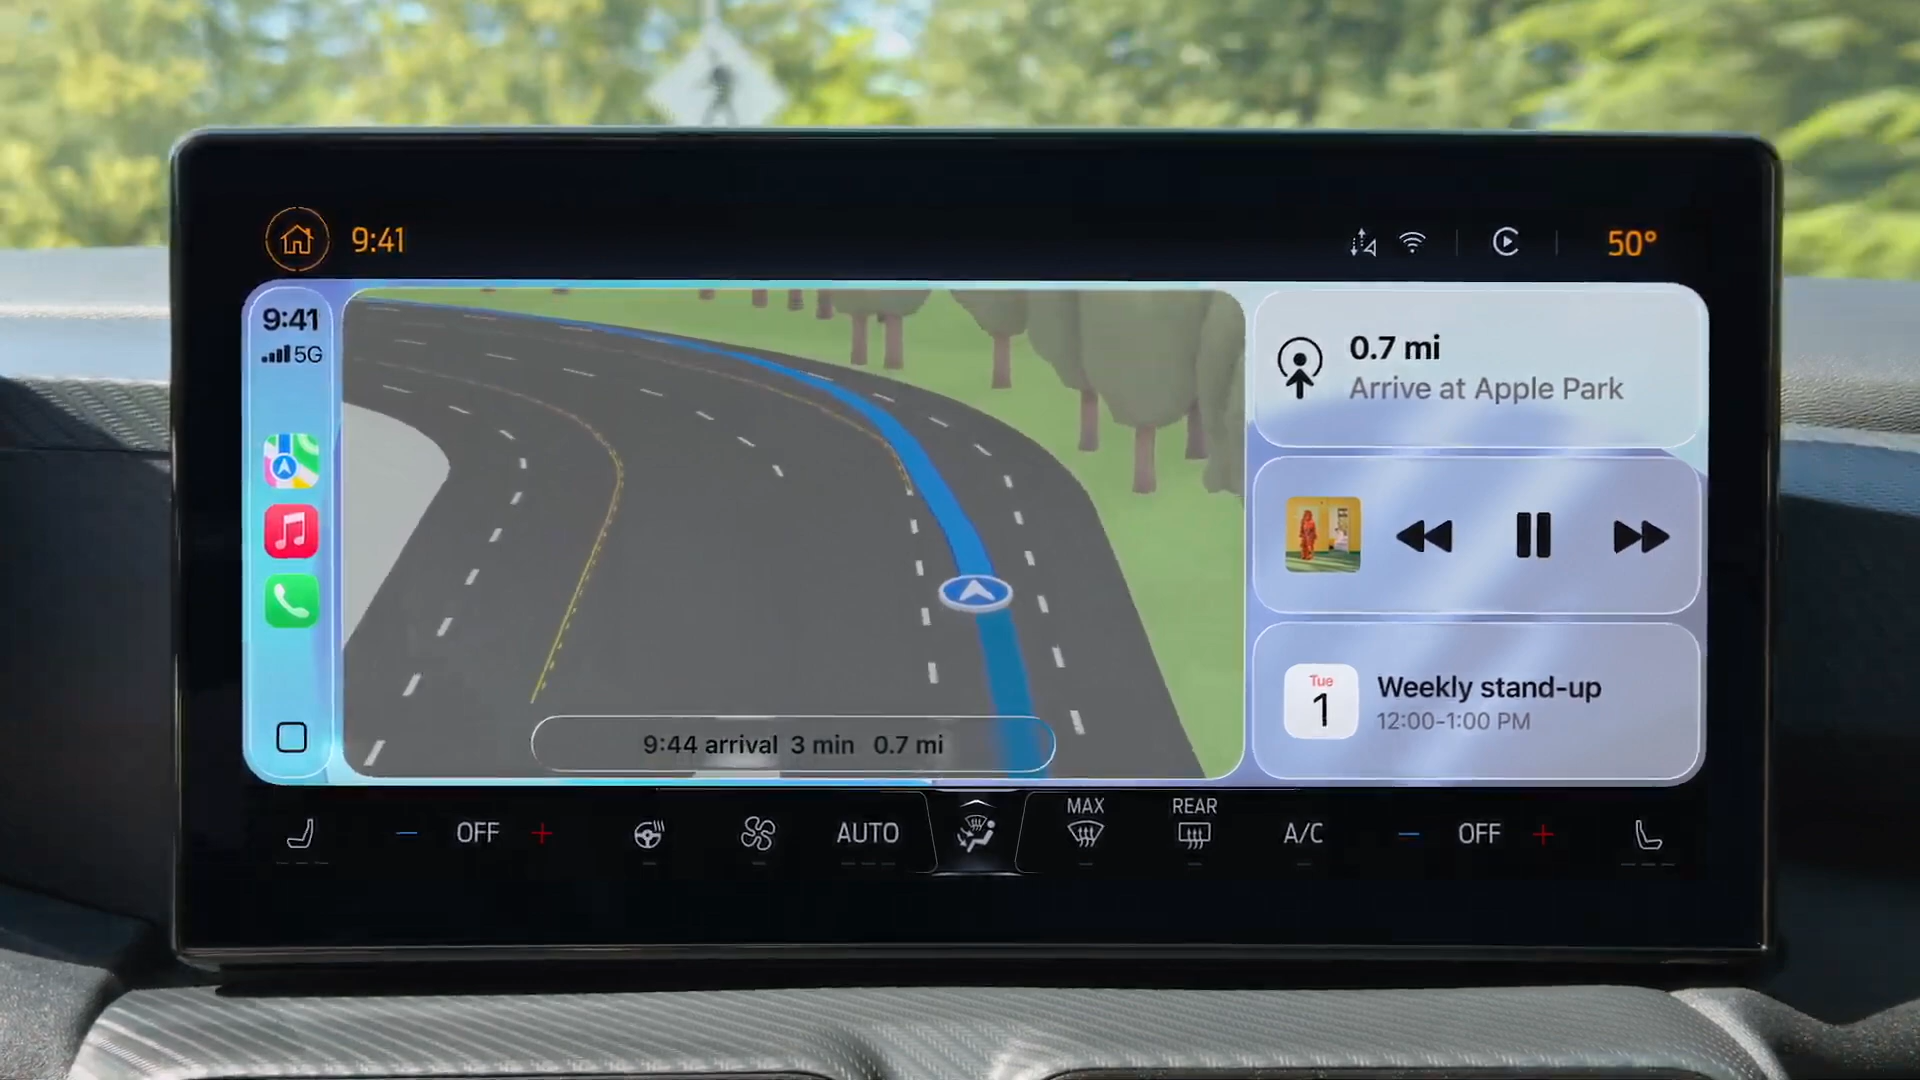 9:41
50°
9:41
5G
0.7 mi
Arrive at Apple Park
Tue
1
Weekly stand-up
12:00-1:00 PM
9:44 arrival 3 min 0.7 mi
OFF
AUTO
MAX
REAR
A/C
OFF